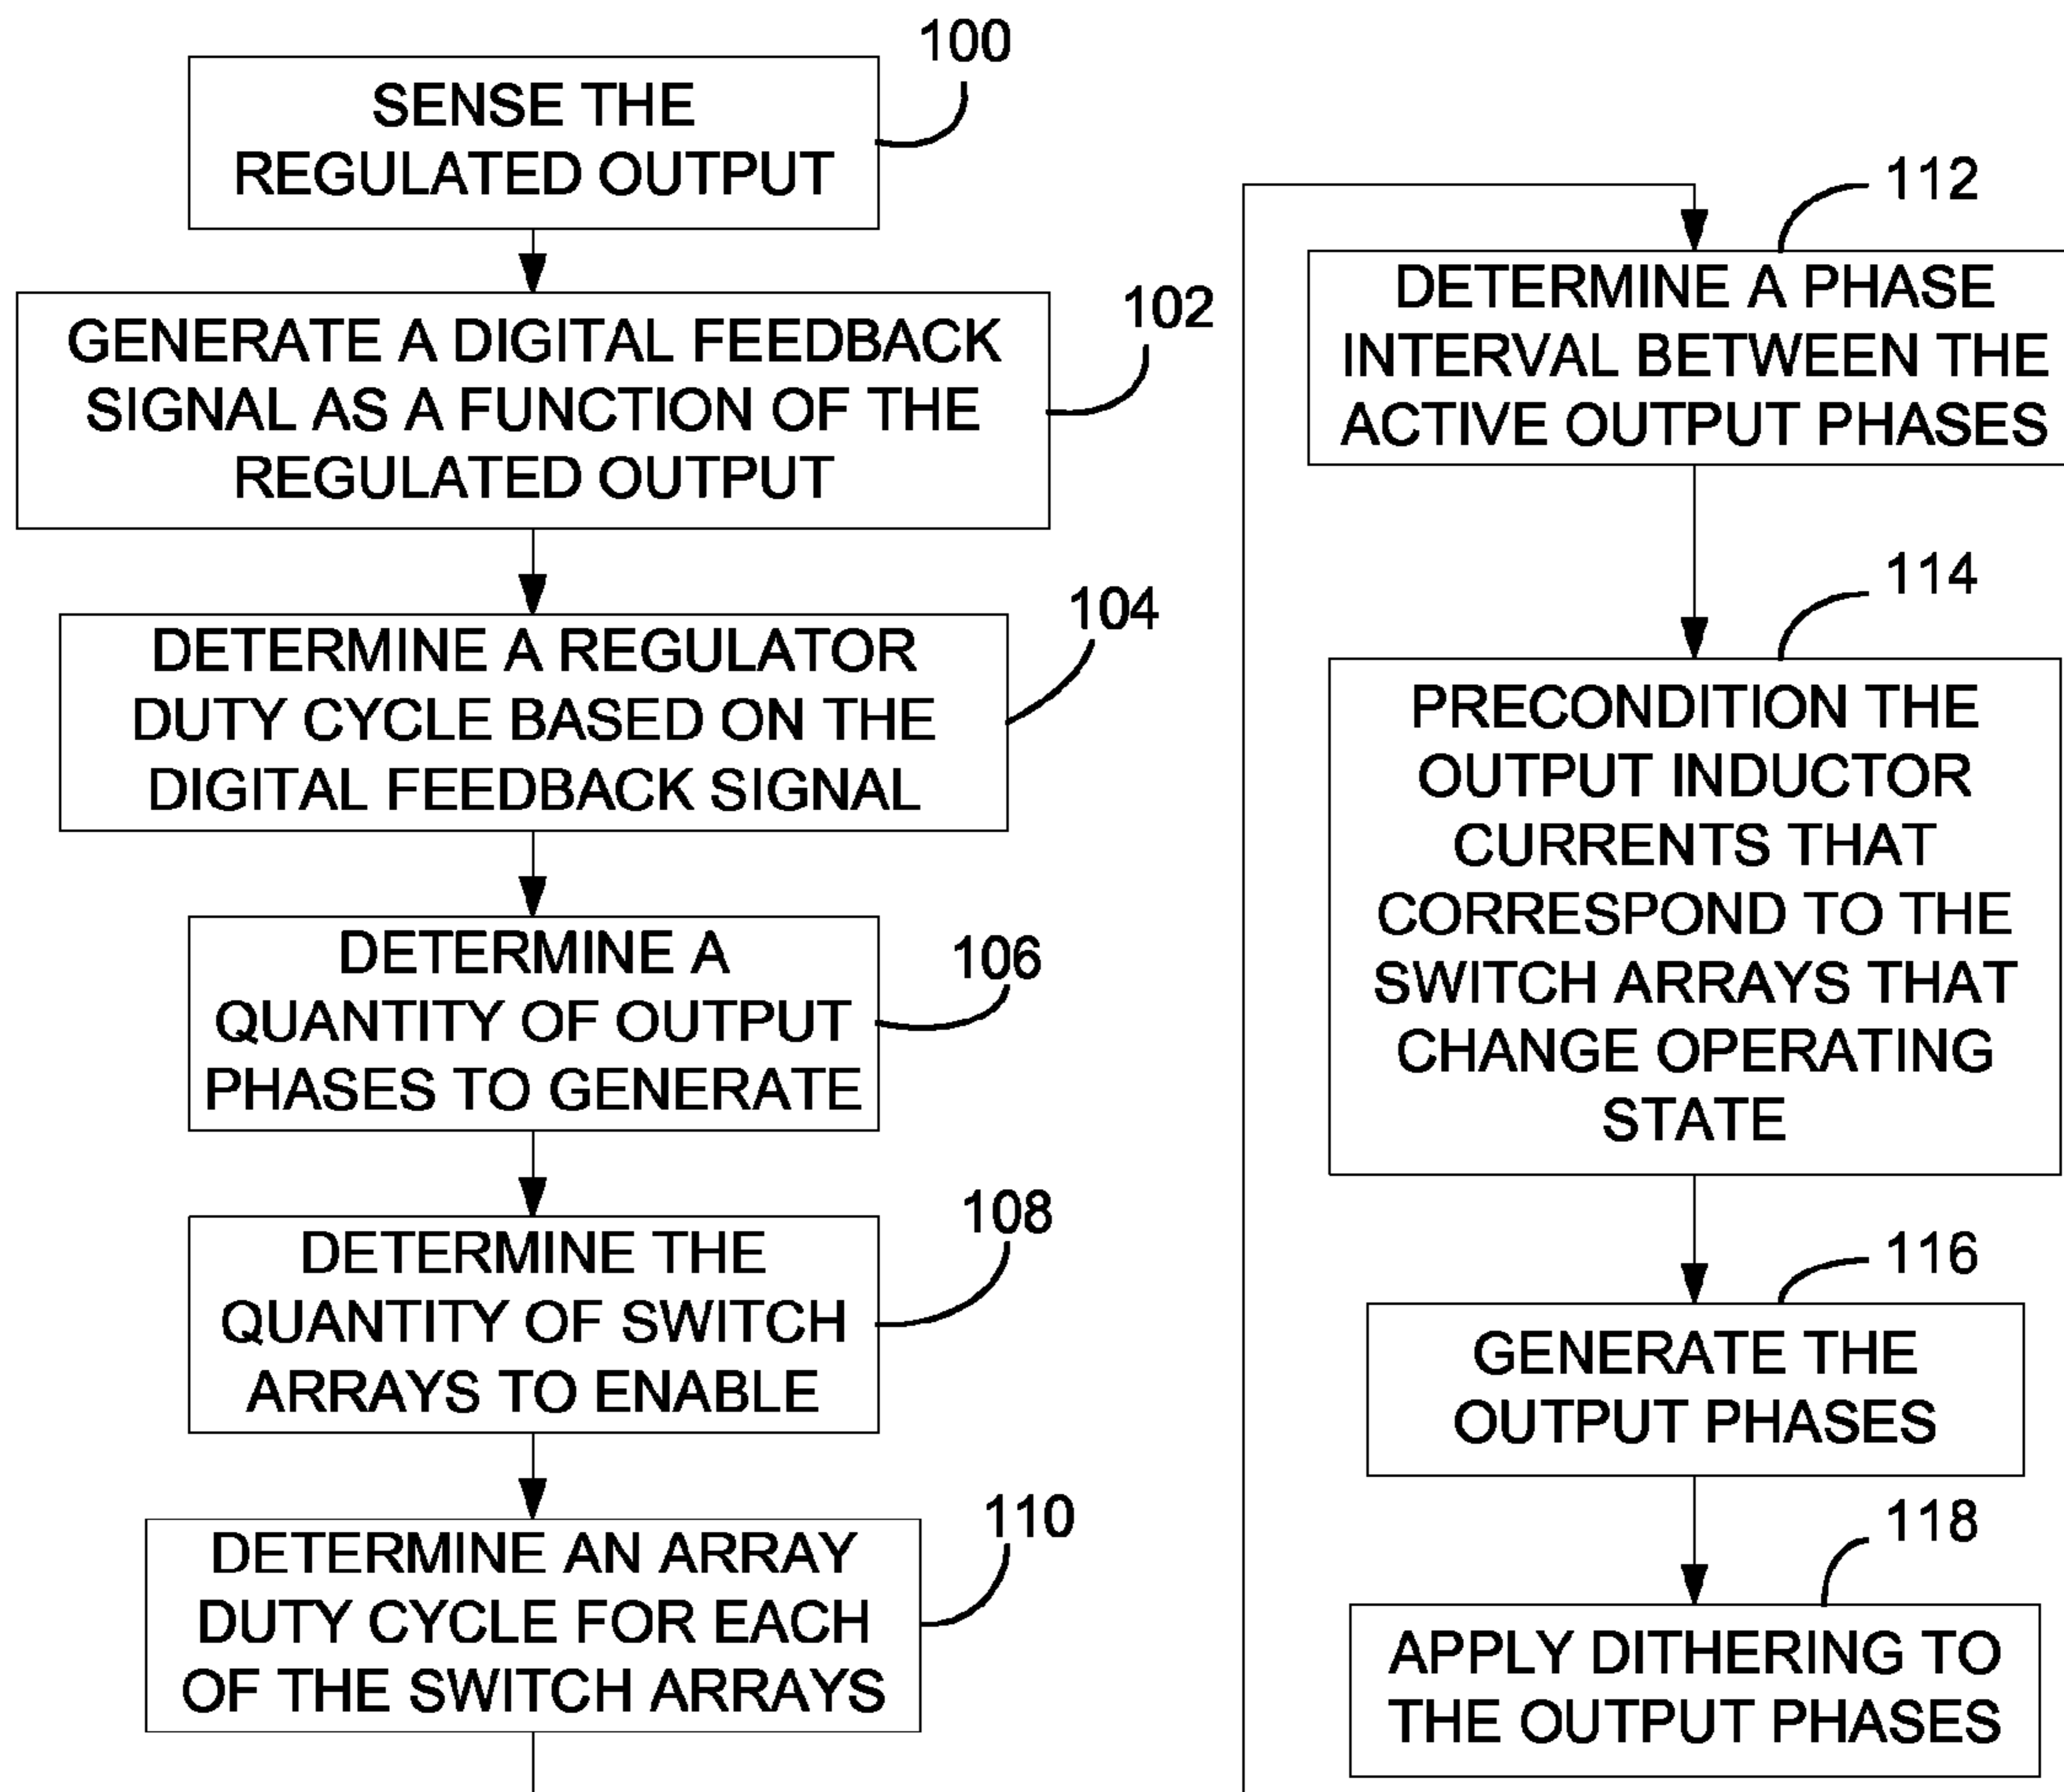 100
SENSE THE
REGULATED OUTPUT
102
GENERATE A DIGITAL FEEDBACK
SIGNAL AS A FUNCTION OF THE
REGULATED OUTPUT
104
DETERMINE A REGULATOR
DUTY CYCLE BASED ON THE
DIGITAL FEEDBACK SIGNAL
106
DETERMINE A
QUANTITY OF OUTPUT
PHASES TO GENERATE
108
DETERMINE THE
QUANTITY OF SWITCH
ARRAYS TO ENABLE
110
DETERMINE AN ARRAY
DUTY CYCLE FOR EACH
OF THE SWITCH ARRAYS
112
DETERMINE A PHASE
INTERVAL BETWEEN THE
ACTIVE OUTPUT PHASES
114
PRECONDITION THE
OUTPUT INDUCTOR
CURRENTS THAT
CORRESPOND TO THE
SWITCH ARRAYS THAT
CHANGE OPERATING
STATE
116
GENERATE THE
OUTPUT PHASES
118
APPLY DITHERING TO
THE OUTPUT PHASES